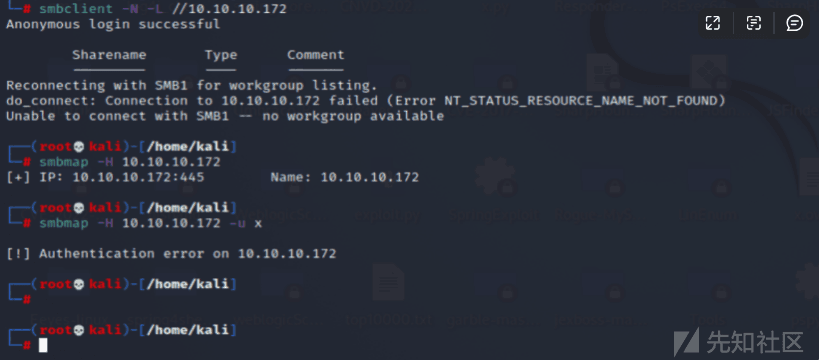 └─# smbclient -N -L //10.10.10.172
Anonymous login successful
Sharename Type Comment
--------- ---- -------
Reconnecting with SMB1 for workgroup listing.
do_connect: Connection to 10.10.10.172 failed (Error NT_STATUS_RESOURCE_NAME_NOT_FOUND)
Unable to connect with SMB1 -- no workgroup available
┌──(root💀kali)-[/home/kali]
└─# smbmap -H 10.10.10.172
[+] IP: 10.10.10.172:445 Name: 10.10.10.172
┌──(root💀kali)-[/home/kali]
└─# smbmap -H 10.10.10.172 -u x
[!] Authentication error on 10.10.10.172
┌──(root💀kali)-[/home/kali]
└─#
┌──(root💀kali)-[/home/kali]
└─#
先知社区